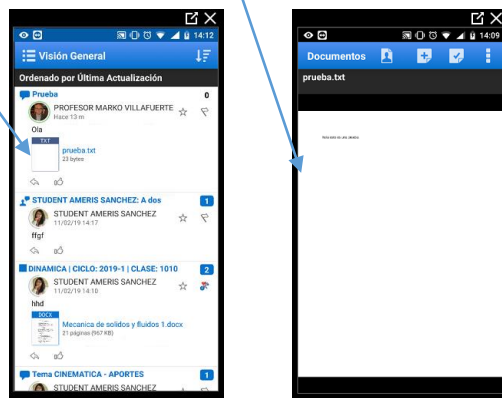 14:12
Visión General
Ordenado por Última Actualización
Prueba 0
PROFESOR MARKO VILLAFUERTE
Hace 13 m
Ola
TXT
prueba.txt
23 bytes
STUDENT AMERIS SANCHEZ: A dos 1
STUDENT AMERIS SANCHEZ
11/02/19 14:17
ffgf
DINAMICA | CICLO: 2019-1 | CLASE: 1010 2
STUDENT AMERIS SANCHEZ
11/02/19 14:10
hhd
DOCX
Mecanica de solidos y fluidos 1.docx
21 páginas (967 KB)
Tema CINEMATICA - APORTES 1
STUDENT AMERIS SANCHEZ
14:09
Documentos
prueba.txt